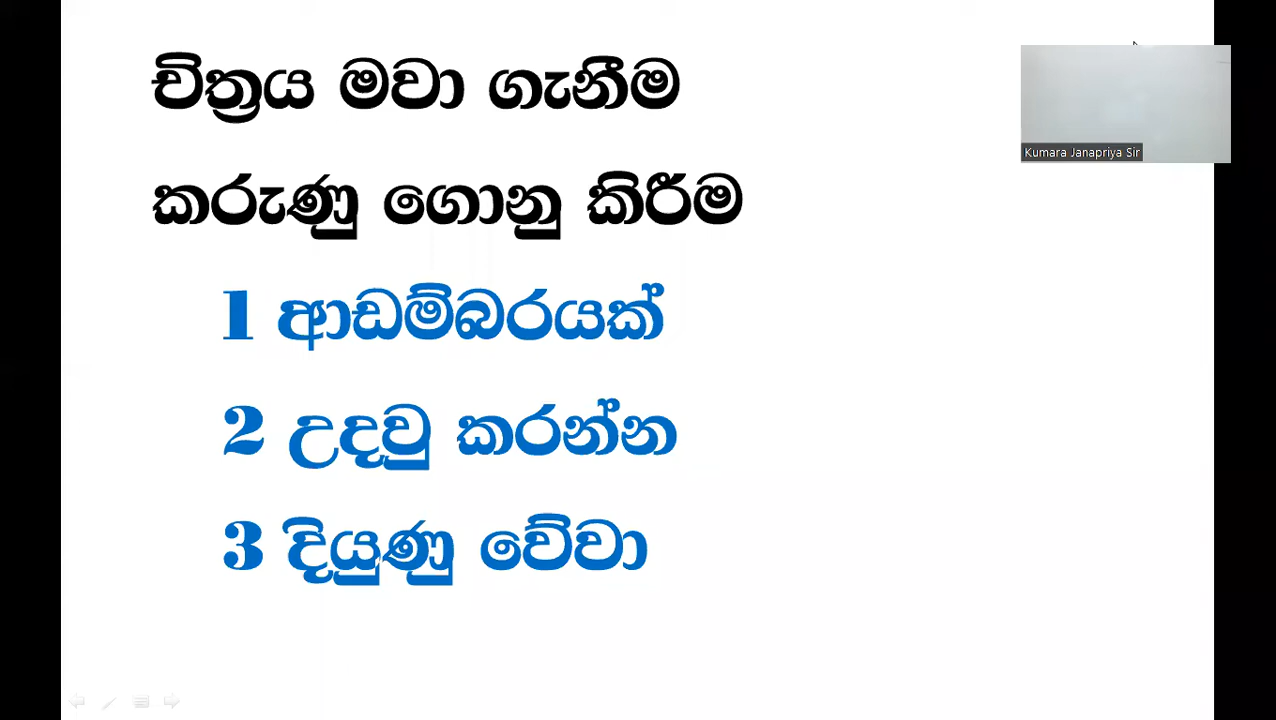 චිත්‍රය මවා ගැනීම
කරුණු ගොනු කිරීම
1 ආඩම්බරයක්
2 උදවු කරන්න
3 දියුණු වේවා
Kumara Janapriya Sir